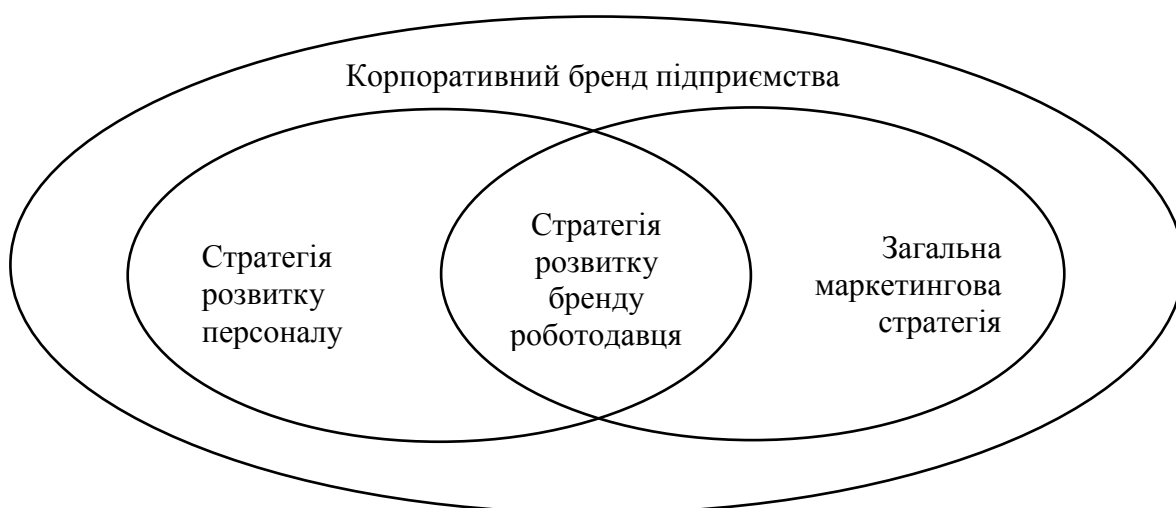 Корпоративний бренд підприємства
Стратегія
розвитку
персоналу
Стратегія
розвитку
бренду
роботодавця
Загальна
маркетингова
стратегія